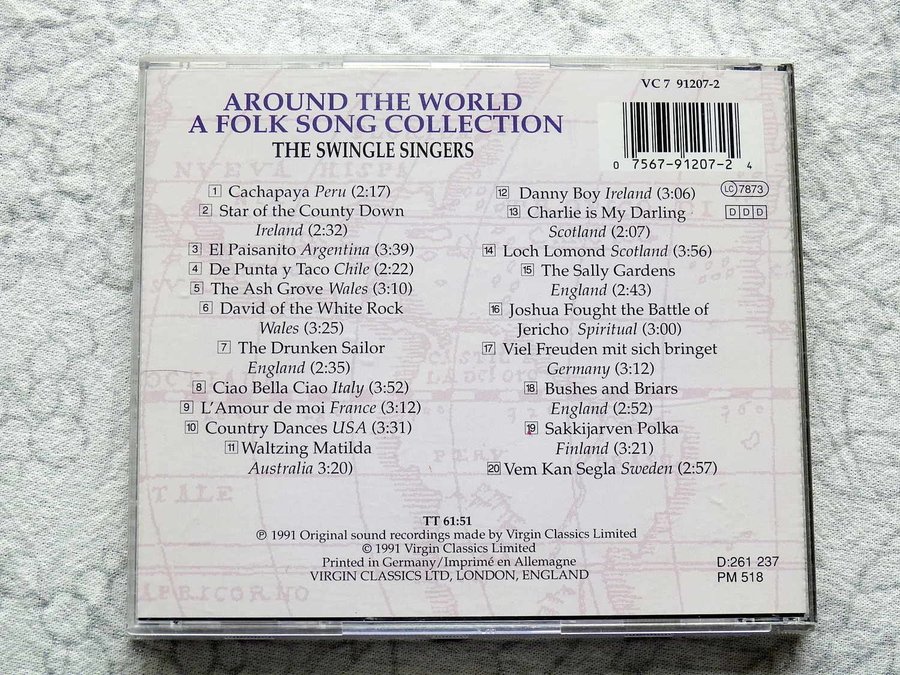 VC 7 91207-2
AROUND THE WORLD
A FOLK SONG COLLECTION
THE SWINGLE SINGERS
0 7567-91207-2 4
LC 7873
D D D
1 Cachapaya Peru (2:17)
2 Star of the County Down
Ireland (2:32)
3 El Paisanito Argentina (3:39)
4 De Punta y Taco Chile (2:22)
5 The Ash Grove Wales (3:10)
6 David of the White Rock
Wales (3:25)
7 The Drunken Sailor
England (2:35)
8 Ciao Bella Ciao Italy (3:52)
9 L'Amour de moi France (3:12)
10 Country Dances USA (3:31)
11 Waltzing Matilda
Australia 3:20)
12 Danny Boy Ireland (3:06)
13 Charlie is My Darling
Scotland (2:07)
14 Loch Lomond Scotland (3:56)
15 The Sally Gardens
England (2:43)
16 Joshua Fought the Battle of
Jericho Spiritual (3:00)
17 Viel Freuden mit sich bringet
Germany (3:12)
18 Bushes and Briars
England (2:52)
19 Sakkijarven Polka
Finland (3:21)
20 Vem Kan Segla Sweden (2:57)
TT 61:51
℗ 1991 Original sound recordings made by Virgin Classics Limited
© 1991 Virgin Classics Limited
Printed in Germany/Imprimé en Allemagne
VIRGIN CLASSICS LTD, LONDON, ENGLAND
D:261 237
PM 518